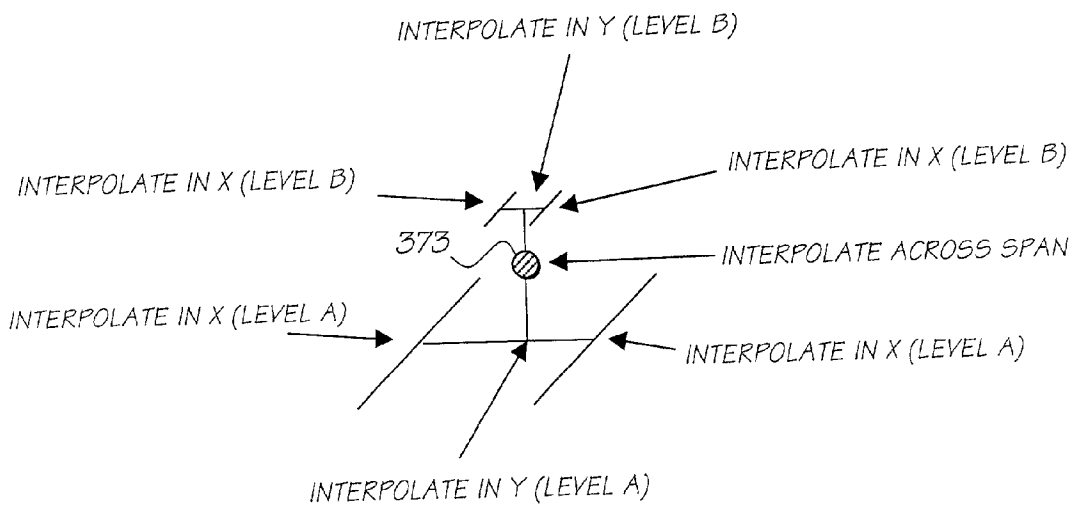 INTERPOLATE IN Y (LEVEL B)
INTERPOLATE IN X (LEVEL B)
INTERPOLATE IN X (LEVEL B)
373
INTERPOLATE ACROSS SPAN
INTERPOLATE IN X (LEVEL A)
INTERPOLATE IN X (LEVEL A)
INTERPOLATE IN Y (LEVEL A)